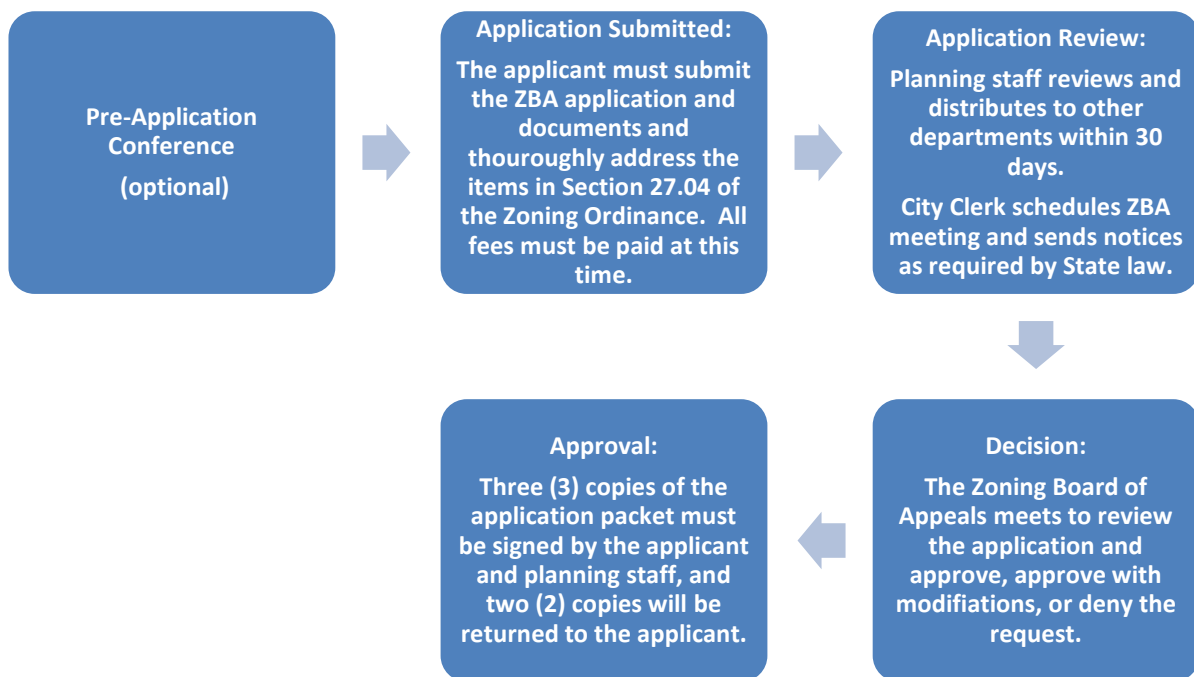 Pre-Application
Conference
(optional)
Application Submitted:
The applicant must submit
the ZBA application and
documents and
thouroughly address the
items in Section 27.04 of
the Zoning Ordinance.  All
fees must be paid at this
time.
Application Review:
Planning staff reviews and
distributes to other
departments within 30
days.
City Clerk schedules ZBA
meeting and sends notices
as required by State law.
Decision:
The Zoning Board of
Appeals meets to review
the application and
approve, approve with
modifiations, or deny the
request.
Approval:
Three (3) copies of the
application packet must
be signed by the applicant
and planning staff, and
two (2) copies will be
returned to the applicant.